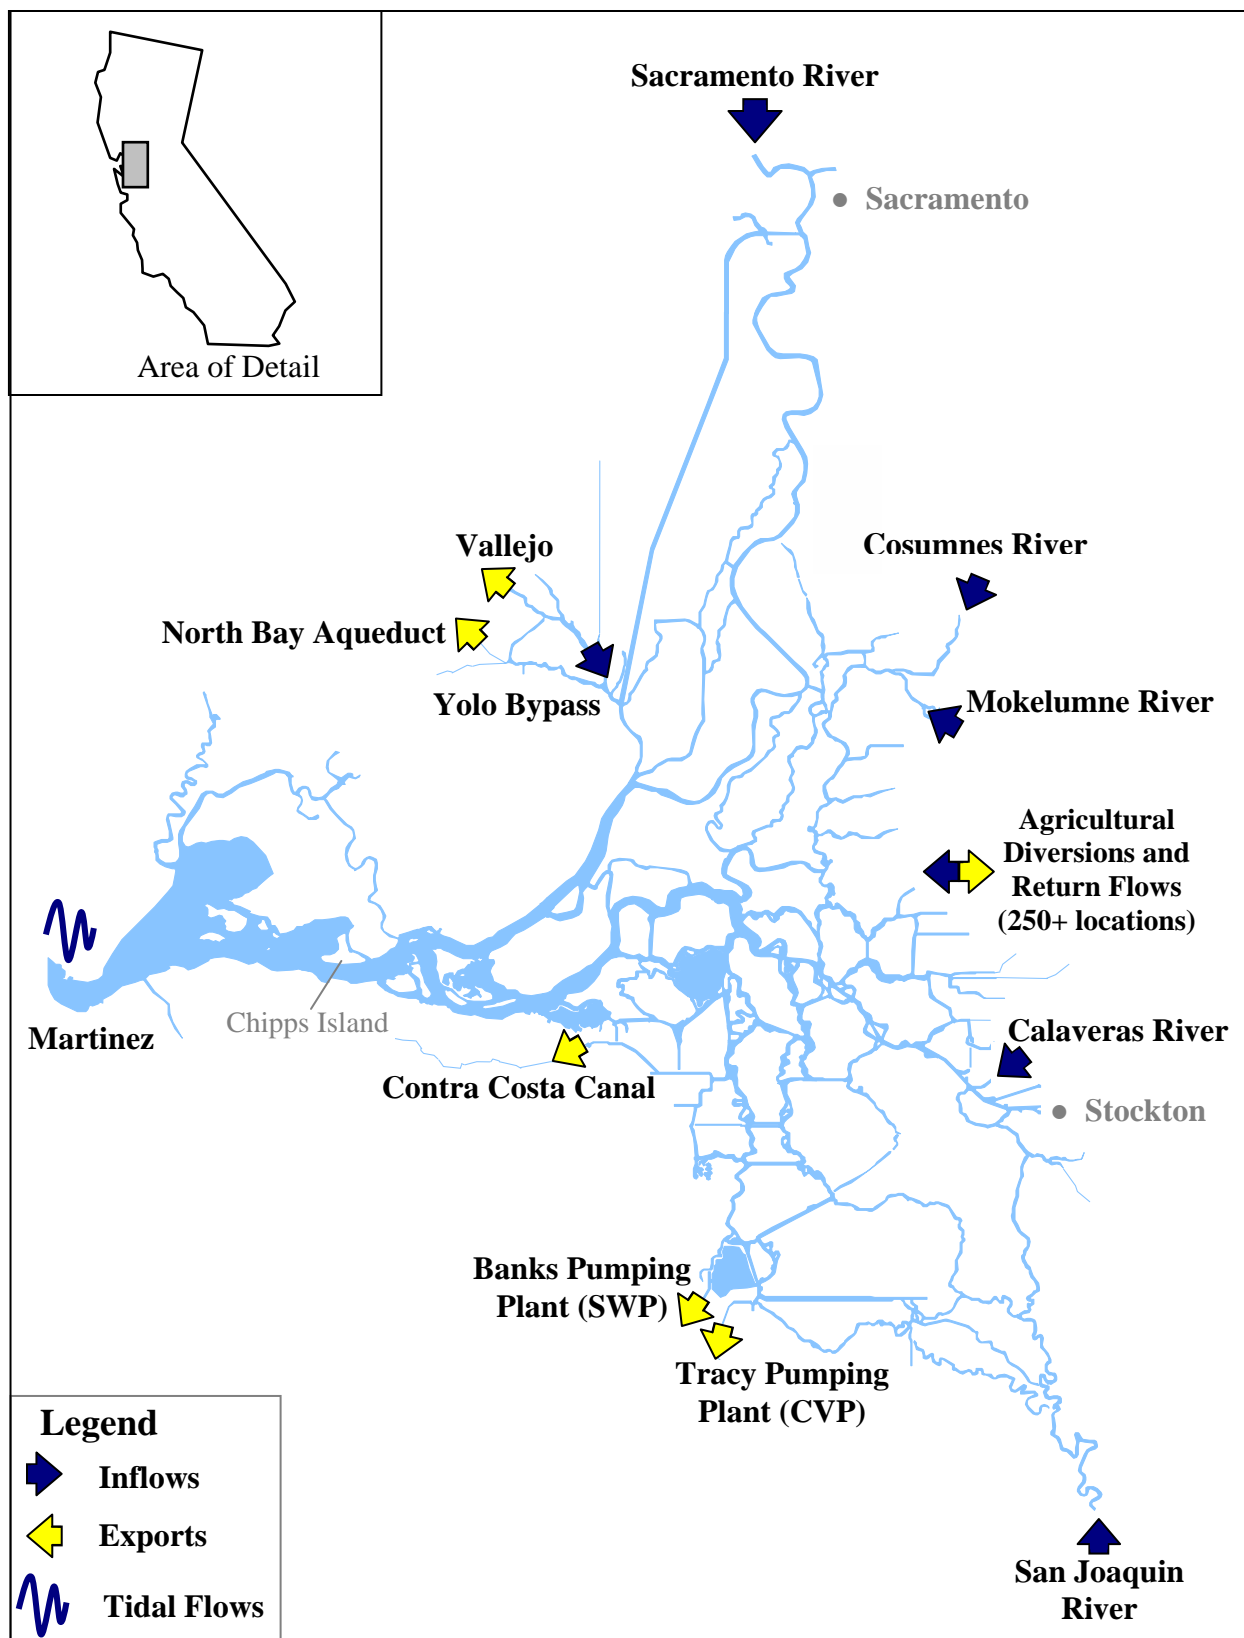 Sacramento River
Sacramento
Area of Detail
Vallejo
Cosumnes River
North Bay Aqueduct
Yolo Bypass
Mokelumne River
Agricultural
Diversions and
Return Flows
(250+ locations)
Chipps Island
Martinez
Calaveras River
Contra Costa Canal
Stockton
Banks Pumping
Plant (SWP)
Tracy Pumping
Plant (CVP)
Legend
Inflows
Exports
Tidal Flows
San Joaquin
River